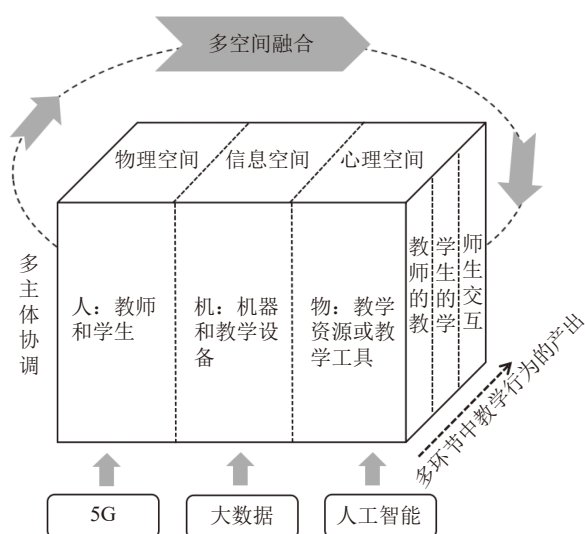 多空间融合
物理空间
信息空间
心理空间
多主体协调
人：教师
和学生
机：机器
和教学设
备
物：教学
资源或教
学工具
教师的教
学生的学
师生交互
多环节中教学行为的产出
5G
大数据
人工智能